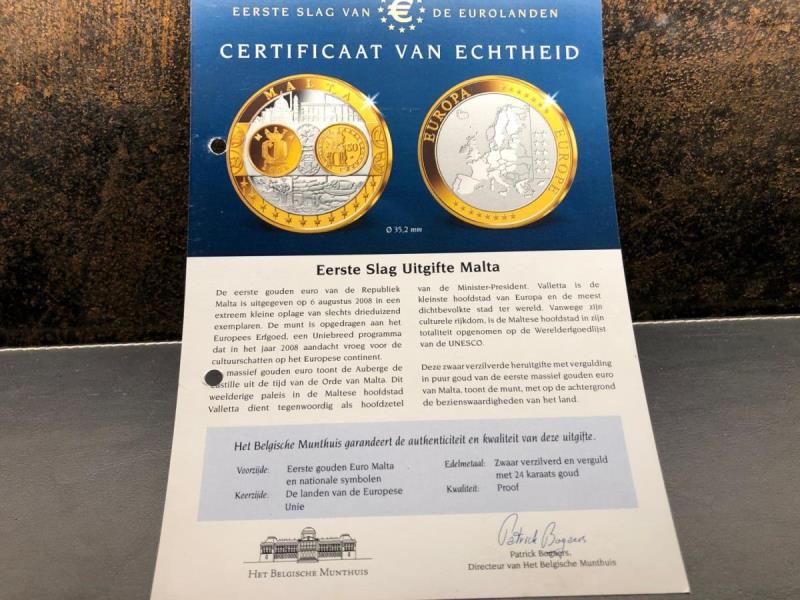 EERSTE SLAG VAN € DE EUROLANDEN
CERTIFICAAT VAN ECHTHEID
MALTA
EUROPA
EUROPE
Ø 35,2 mm
Eerste Slag Uitgifte Malta
De eerste gouden euro van de Republiek
Malta is uitgegeven op 6 augustus 2008 in een
extreem kleine oplage van slechts drieduizend
exemplaren. De munt is opgedragen aan het
Europees Erfgoed, een Uniebreed programma
dat in het jaar 2008 aandacht vroeg voor de
cultuurschatten op het Europese continent.
massief gouden euro toont de Auberge de
Castille uit de tijd van de Orde van Malta. Dit
weelderige paleis in de Maltese hoofdstad
Valletta dient tegenwoordig als hoofdzetel
van de Minister-President. Valletta is de
kleinste hoofdstad van Europa en de meest
dichtbevolkte stad ter wereld. Vanwege zijn
culturele rijkdom, is de Maltese hoofdstad in zijn
totaliteit opgenomen op de Werelderfgoedlijst
van de UNESCO.
Deze zwaar verzilverde heruitgifte met vergulding
in puur goud van de eerste massief gouden euro
van Malta, toont de munt, met op de achtergrond
de bezienswaardigheden van het land.
Het Belgische Munthuis garandeert de authenticiteit en kwaliteit van deze uitgifte.
Voorzijde: Eerste gouden Euro Malta
en nationale symbolen
Keerzijde: De landen van de Europese
Unie
Edelmetaal: Zwaar verzilverd en verguld
met 24 karaats goud
Kwaliteit: Proof
HET BELGISCHE MUNTHUIS
Patrick Bogaers
Patrick Bogaers,
Directeur van Het Belgische Munthuis